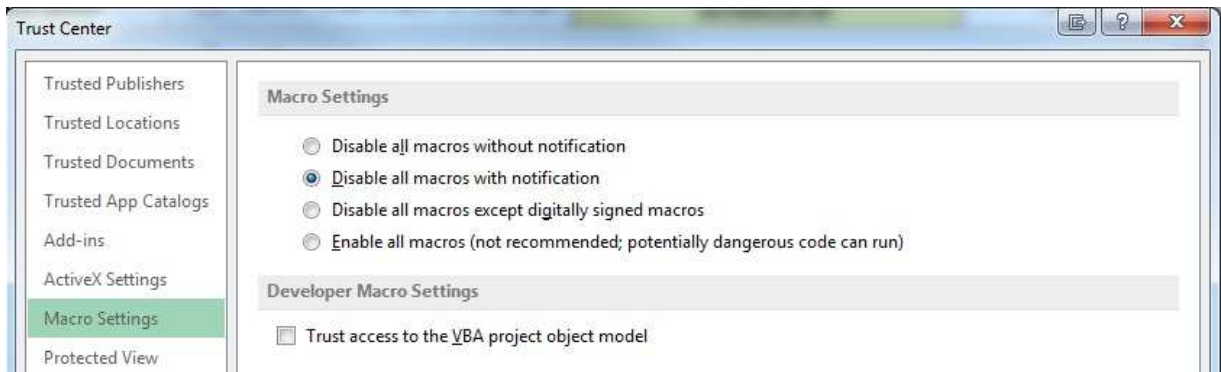 Trust Center
Trusted Publishers
Trusted Locations
Trusted Documents
Trusted App Catalogs
Add-ins
ActiveX Settings
Macro Settings
Protected View
Macro Settings
Disable all macros without notification
Disable all macros with notification
Disable all macros except digitally signed macros
Enable all macros (not recommended; potentially dangerous code can run)
Developer Macro Settings
Trust access to the VBA project object model